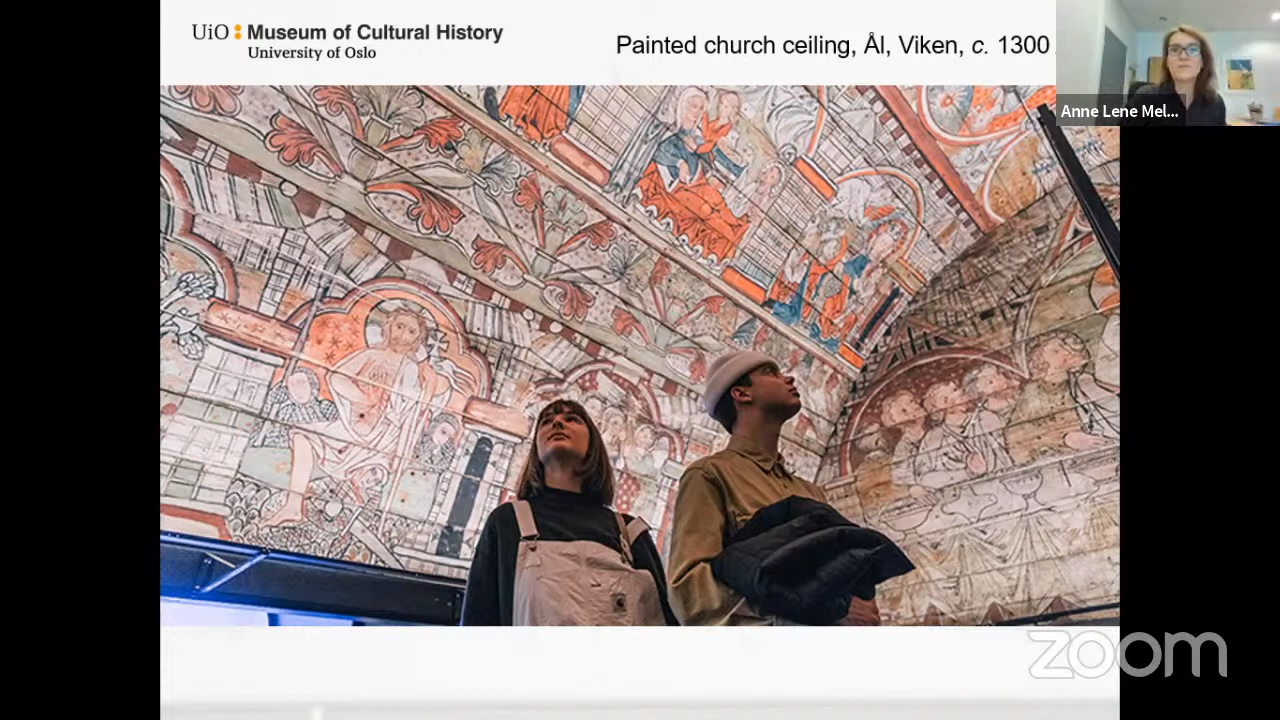 UiO Museum of Cultural History
University of Oslo
Painted church ceiling, Ål, Viken, c. 1300
Anne Lene Mel...
zoom